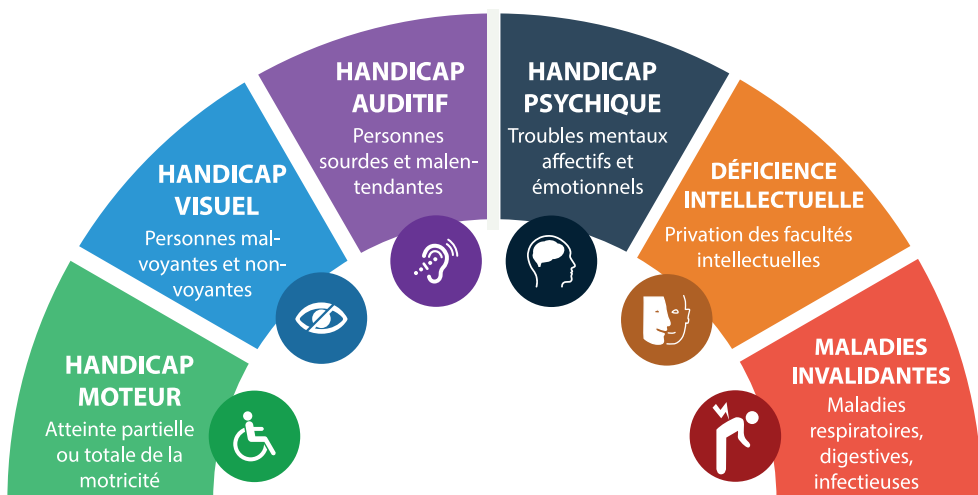 HANDICAP
MOTEUR
Atteinte partielle
ou totale de la
motricité
HANDICAP
VISUEL
Personnes mal-
voyantes et non-
voyantes
HANDICAP
AUDITIF
Personnes
sourdes et malen-
tendantes
HANDICAP
PSYCHIQUE
Troubles mentaux
affectifs et
émotionnels
DÉFICIENCE
INTELLECTUELLE
Privation des facultés
intellectuelles
MALADIES
INVALIDANTES
Maladies
respiratoires,
digestives,
infectieuses